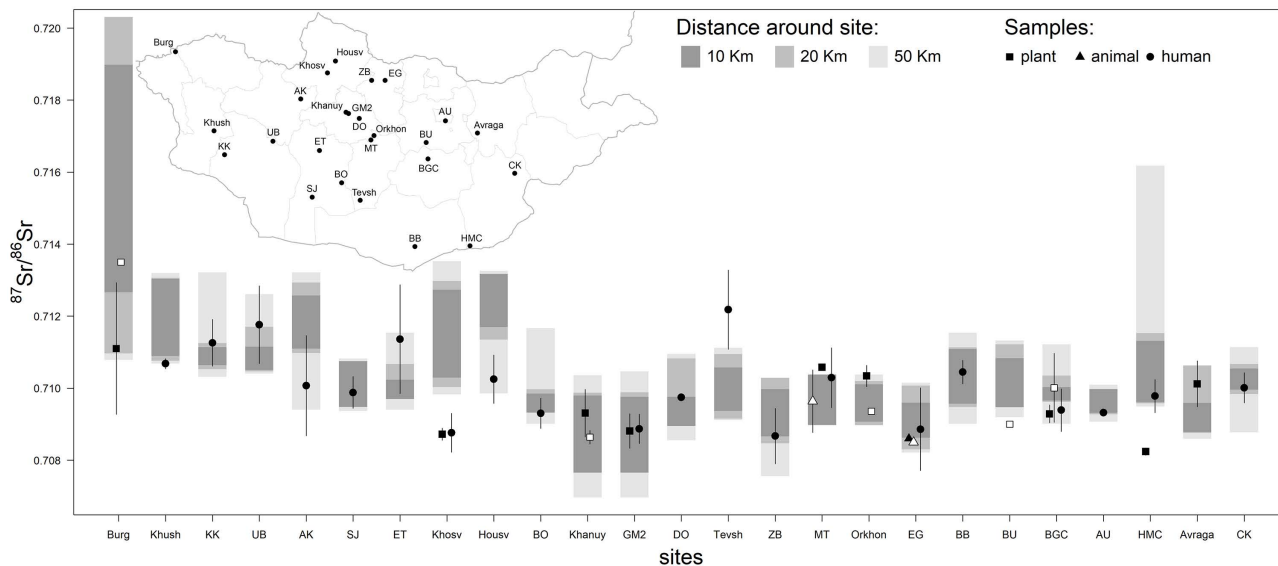 Distance around site:
10 Km 20 Km 50 Km
Samples:
plant animal human
Burg
Housv
Khosv
ZB
EG
AK
Khanuy
GM2
DO
AU
Khush
UB
Orkhon
Avraga
KK
ET
MT
BU
BGC
CK
BO
SJ
Tevsh
BB
HMC
0.720
0.718
0.716
0.714
0.712
0.710
0.708
87Sr/86Sr
Burg Khush KK UB AK SJ ET Khosv Housv BO Khanuy GM2 DO Tevsh ZB MT Orkhon EG BB BU BGC AU HMC Avraga CK
sites